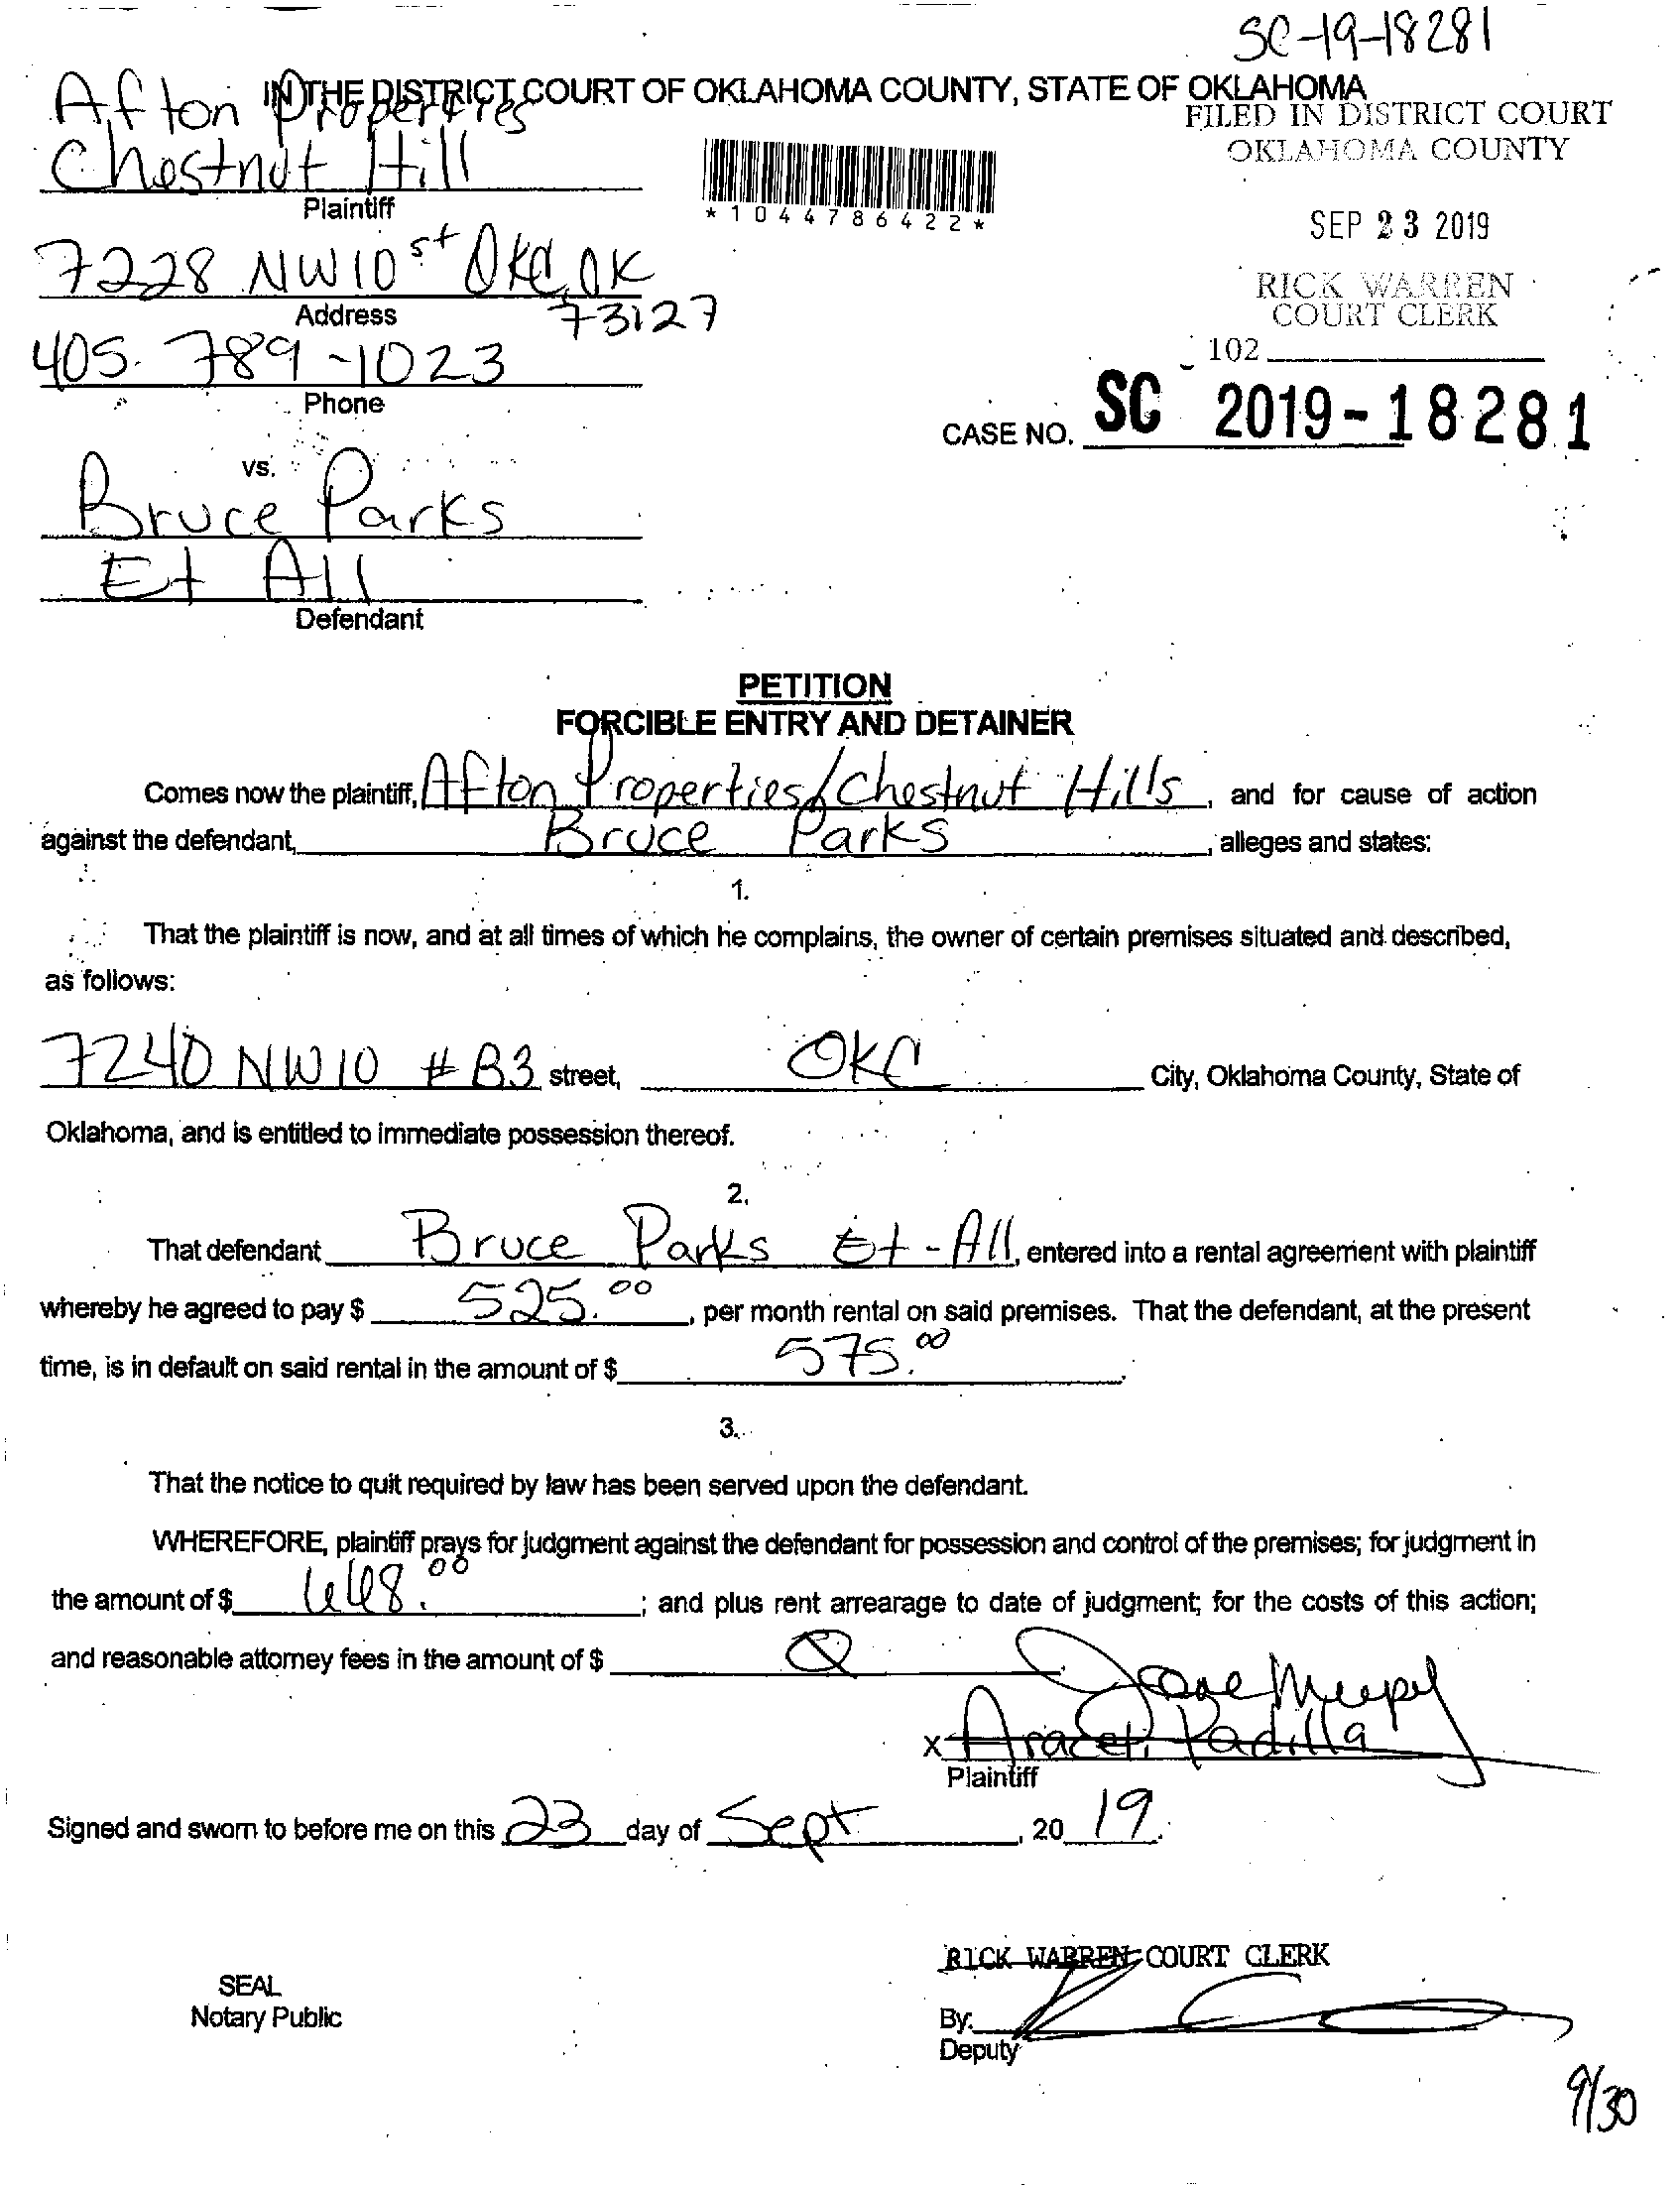 SC-19-18281
IN THE DISTRICT COURT OF OKLAHOMA COUNTY, STATE OF OKLAHOMA
Afton Properties
FILED IN DISTRICT COURT
OKLAHOMA COUNTY
Chestnut Hill
Plaintiff
*1044786422*
SEP 23 2019
7228 NW 10 st OKC, OK
73127
Address
RICK WARREN
COURT CLERK
405-789-1023
Phone
102
CASE NO. SC 2019-18281
vs.
Bruce Parks
Et All
Defendant
PETITION
FORCIBLE ENTRY AND DETAINER
Comes now the plaintiff, Afton Properties/Chestnut Hills, and for cause of action
against the defendant, Bruce Parks, alleges and states:
1.
That the plaintiff is now, and at all times of which he complains, the owner of certain premises situated and described,
as follows:
7240 NW 10 # B3 street, OKC City, Oklahoma County, State of
Oklahoma, and is entitled to immediate possession thereof.
2.
That defendant Bruce Parks Et-All, entered into a rental agreement with plaintiff
whereby he agreed to pay $ 525.00, per month rental on said premises. That the defendant, at the present
time, is in default on said rental in the amount of $ 575.00.
3.
That the notice to quit required by law has been served upon the defendant.
WHEREFORE, plaintiff prays for judgment against the defendant for possession and control of the premises; for judgment in
the amount of $ 668.00; and plus rent arrearage to date of judgment; for the costs of this action;
and reasonable attorney fees in the amount of $
X Araceli Padilla
Plaintiff
Signed and sworn to before me on this 23 day of Sept, 20 19.
RICK WARREN COURT CLERK
SEAL
Notary Public
By:
Deputy
9/30